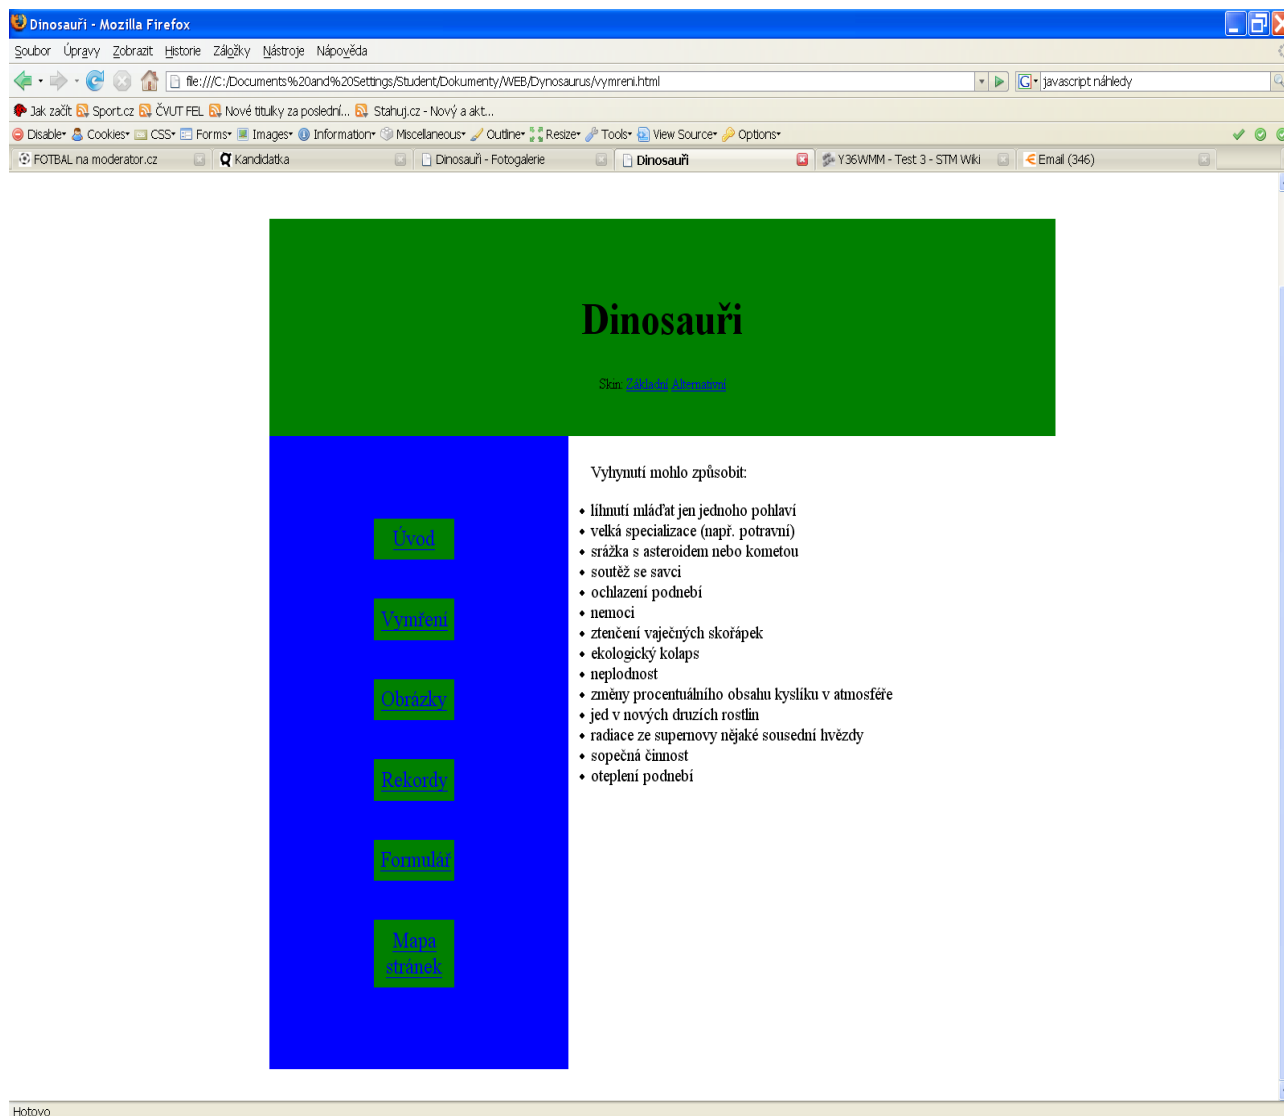 Dinosauři - Mozilla Firefox
Soubor Úpravy Zobrazit Historie Záložky Nástroje Nápověda
file:///C:/Documents%20and%20Settings/Student/Dokumenty/WEB/Dynosaurus/vymreni.html
G javascript náhledy
Jak začít Sport.cz ČVUT FEL Nové titulky za poslední... Stahuj.cz - Nový a akt...
Disable Cookies CSS Forms Images Information Miscellaneous Outline Resize Tools View Source Options
FOTBAL na moderator.cz Kandidatka Dinosauři - Fotogalerie Dinosauři Y36WMM - Test 3 - STM Wiki Email (346)
Dinosauři
Skin: Základní Alternativní
Úvod
Vymření
Obrázky
Rekordy
Formulář
Mapa
stránek
Vyhynutí mohlo způsobit:
• líhnutí mláďat jen jednoho pohlaví
• velká specializace (např. potravní)
• srážka s asteroidem nebo kometou
• soutěž se savci
• ochlazení podnebí
• nemoci
• ztenčení vaječných skořápek
• ekologický kolaps
• neplodnost
• změny procentuálního obsahu kyslíku v atmosféře
• jed v nových druzích rostlin
• radiace ze supernovy nějaké sousední hvězdy
• sopečná činnost
• oteplení podnebí
Hotovo